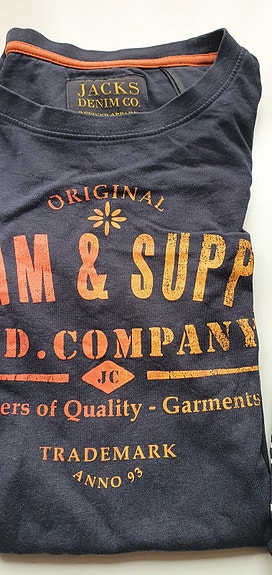 JACKS
DENIM CO.
ORIGINAL
IM & SUPP
D.COMPANY
JC
ers of Quality - Garments
TRADEMARK
ANNO 93